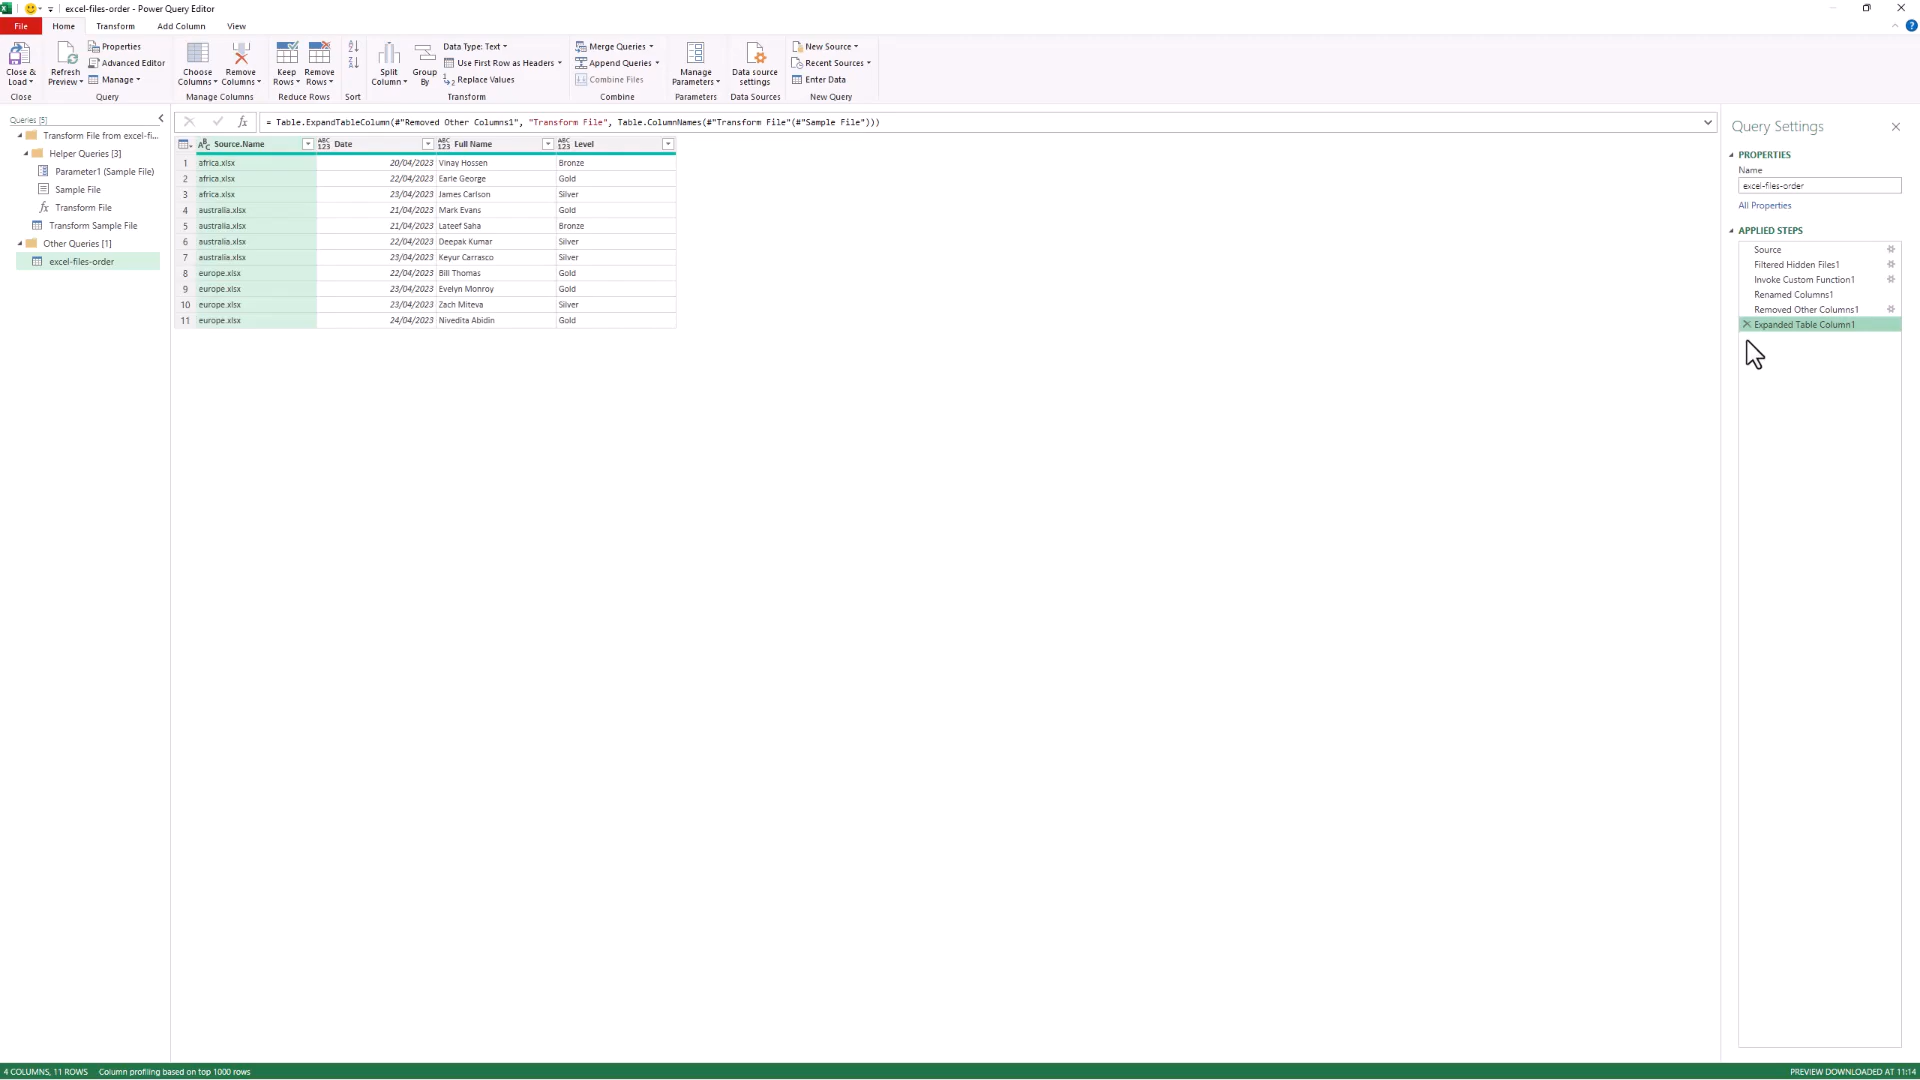 excel-files-order - Power Query Editor
File Home Transform Add Column View
Close & Load
Refresh Preview
Properties
Advanced Editor
Manage
Choose Columns
Remove Columns
Keep Rows
Remove Rows
Split Column
Group By
Data Type: Text
Use First Row as Headers
Replace Values
Merge Queries
Append Queries
Combine Files
Manage Parameters
Data source settings
New Source
Recent Sources
Enter Data
Close Query Manage Columns Reduce Rows Sort Transform Combine Parameters Data Sources New Query
Queries [5]
Transform File from excel-fi...
Helper Queries [3]
Parameter1 (Sample File)
Sample File
fx Transform File
Transform Sample File
Other Queries [1]
excel-files-order
fx = Table.ExpandTableColumn(#"Removed Other Columns1", "Transform File", Table.ColumnNames(#"Transform File"(#"Sample File")))
ABC Source.Name ABC 123 Date ABC 123 Full Name ABC 123 Level
1 africa.xlsx 20/04/2023 Vinay Hossen Bronze
2 africa.xlsx 22/04/2023 Earie George Gold
3 africa.xlsx 23/04/2023 James Carlson Silver
4 australia.xlsx 21/04/2023 Mark Evans Gold
5 australia.xlsx 21/04/2023 Lateef Saha Bronze
6 australia.xlsx 22/04/2023 Deepak Kumar Silver
7 australia.xlsx 23/04/2023 Keyur Carrasco Silver
8 europe.xlsx 22/04/2023 Bill Thomas Gold
9 europe.xlsx 23/04/2023 Evelyn Monroy Gold
10 europe.xlsx 23/04/2023 Zach Miteva Silver
11 europe.xlsx 24/04/2023 Nivedita Abidin Gold
Query Settings
PROPERTIES
Name
excel-files-order
All Properties
APPLIED STEPS
Source
Filtered Hidden Files1
Invoke Custom Function1
Renamed Columns1
Removed Other Columns1
Expanded Table Column1
4 COLUMNS, 11 ROWS Column profiling based on top 1000 rows
PREVIEW DOWNLOADED AT 11:14